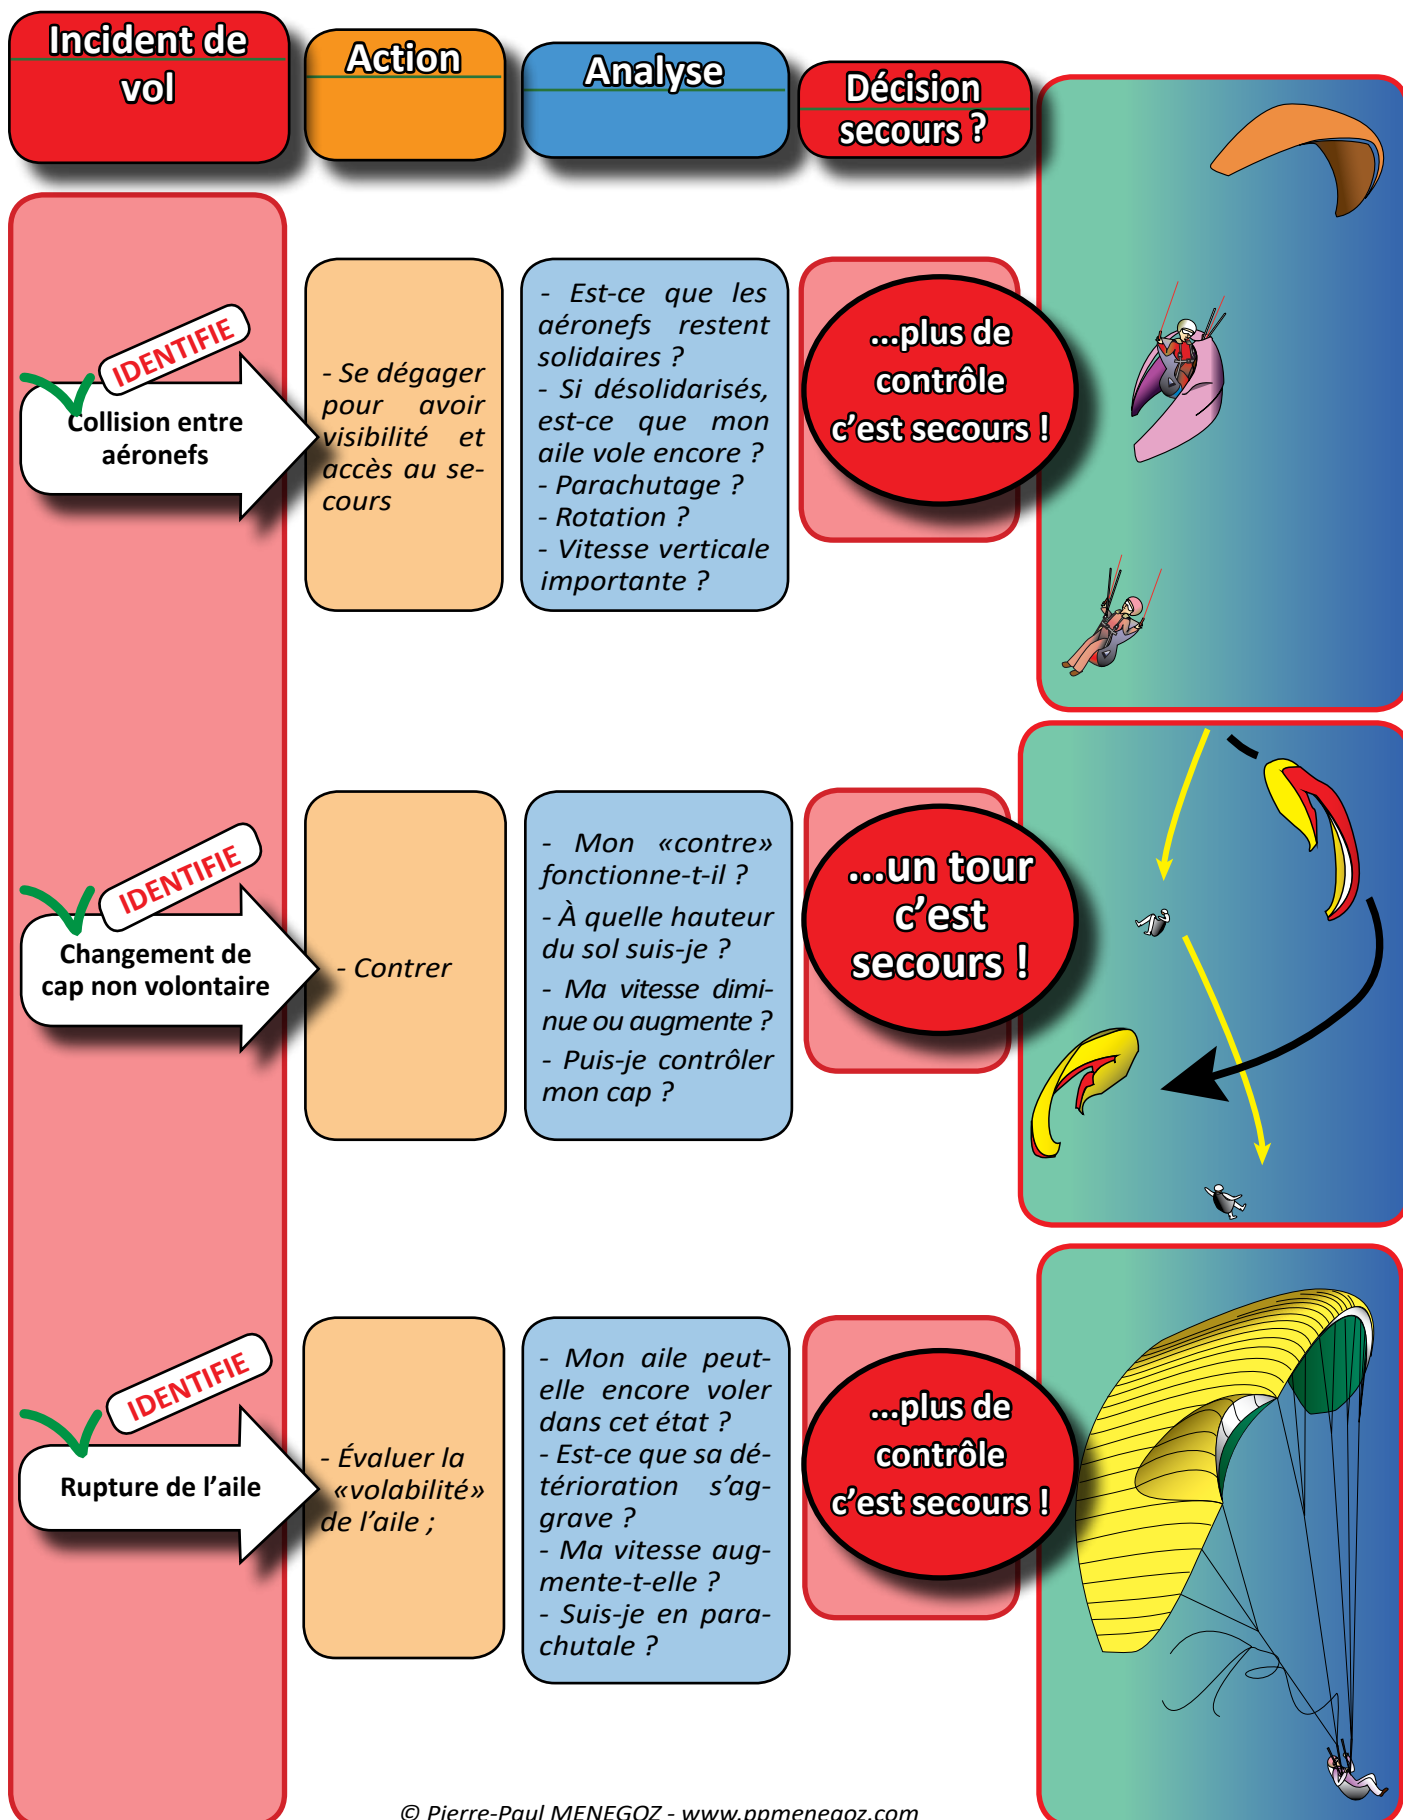 Incident de
vol
Action
Analyse
Décision
secours ?
IDENTIFIE
Collision entre
aéronefs
- Se dégager
pour avoir
visibilité et
accès au se-
cours
- Est-ce que les
aéronefs restent
solidaires ?
- Si désolidarisés,
est-ce que mon
aile vole encore ?
- Parachutage ?
- Rotation ?
- Vitesse verticale
importante ?
...plus de
contrôle
c’est secours !
IDENTIFIE
Changement de
cap non volontaire
- Contrer
- Mon «contre»
fonctionne-t-il ?
- À quelle hauteur
du sol suis-je ?
- Ma vitesse dimi-
nue ou augmente ?
- Puis-je contrôler
mon cap ?
...un tour
c’est
secours !
IDENTIFIE
Rupture de l’aile
- Évaluer la
«volabilité»
de l’aile ;
- Mon aile peut-
elle encore voler
dans cet état ?
- Est-ce que sa dé-
térioration s’ag-
grave ?
- Ma vitesse aug-
mente-t-elle ?
- Suis-je en para-
chutale ?
...plus de
contrôle
c’est secours !
© Pierre-Paul MENEGOZ - www.ppmenegoz.com